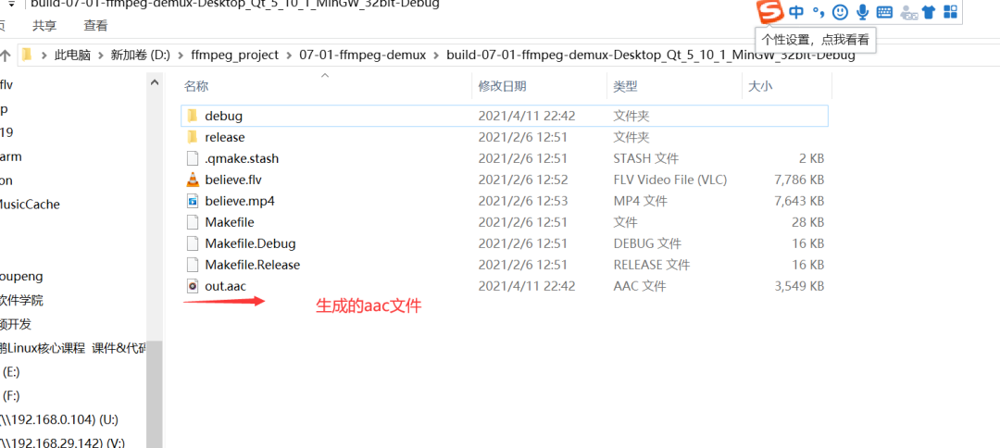 build-07-01-ffmpeg-demux-Desktop_Qt_5_10_1_MinGW_32bit-Debug
中
个性设置，点我看看
共享 查看
此电脑 > 新加卷 (D:) > ffmpeg_project > 07-01-ffmpeg-demux > build-07-01-ffmpeg-demux-Desktop_Qt_5_10_1_MinGW_32bit-Debug
名称 修改日期 类型 大小
debug 2021/4/11 22:42 文件夹
release 2021/2/6 12:51 文件夹
.qmake.stash 2021/2/6 12:51 STASH 文件 2 KB
believe.flv 2021/2/6 12:52 FLV Video File (VLC) 7,786 KB
believe.mp4 2021/2/6 12:53 MP4 文件 7,643 KB
Makefile 2021/2/6 12:51 文件 28 KB
Makefile.Debug 2021/2/6 12:51 DEBUG 文件 16 KB
Makefile.Release 2021/2/6 12:51 RELEASE 文件 16 KB
out.aac 2021/4/11 22:42 AAC 文件 3,549 KB
生成的aac文件
flv
p
19
arm
on
MusicCache
oupeng
软件学院
频开发
鹏Linux核心课程 课件&代码
(E:)
(F:)
(\\192.168.0.104) (U:)
(\\192.168.29.142) (V:)